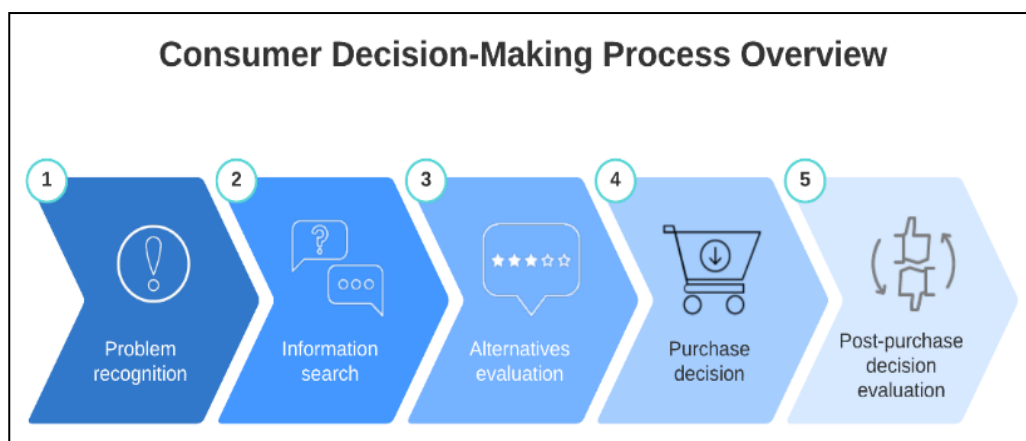 Consumer Decision-Making Process Overview
1
2
3
4
5
?
Problem
recognition
Information
search
Alternatives
evaluation
Purchase
decision
Post-purchase
decision
evaluation